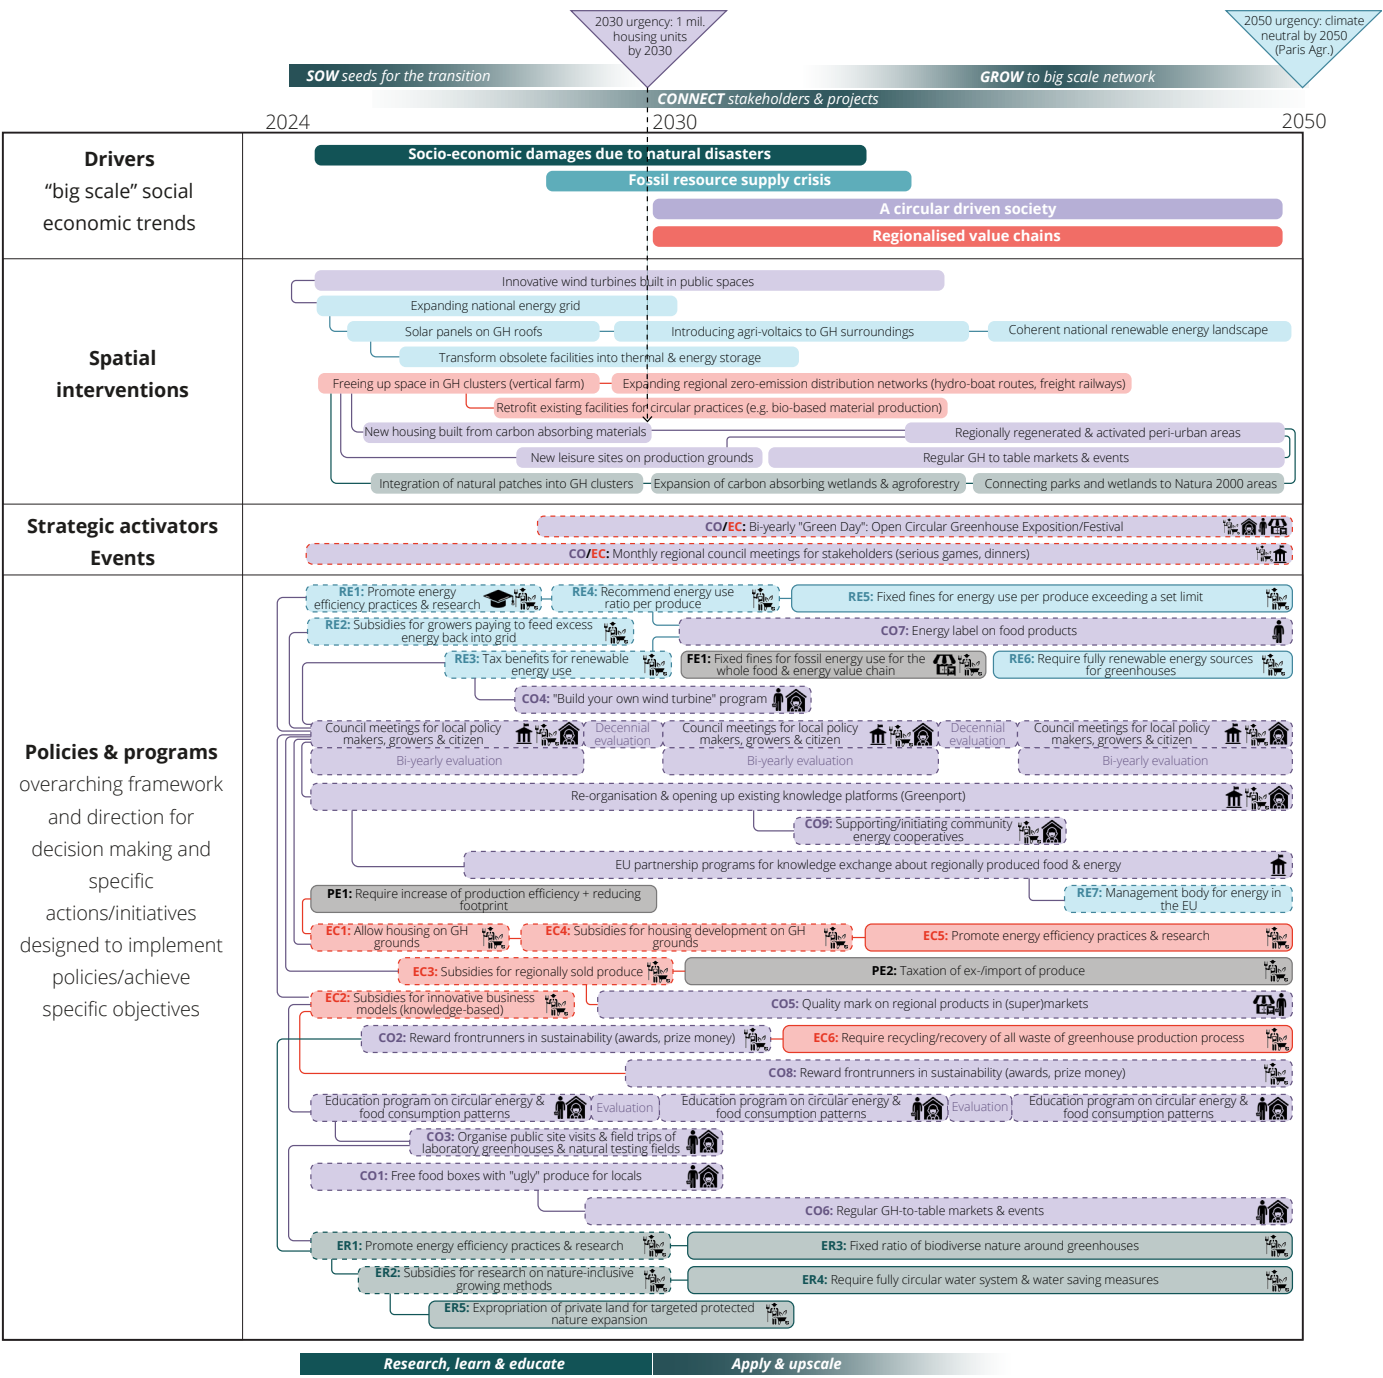 2030 urgency: 1 mil.
housing units
by 2030
2050 urgency: climate
neutral by 2050
(Paris Agr.)
SOW seeds for the transition
GROW to big scale network
CONNECT stakeholders & projects
2024
2030
2050
Drivers
“big scale” social
economic trends
Socio-economic damages due to natural disasters
Fossil resource supply crisis
A circular driven society
Regionalised value chains
Spatial
interventions
Innovative wind turbines built in public spaces
Expanding national energy grid
Solar panels on GH roofs
Introducing agri-voltaics to GH surroundings
Coherent national renewable energy landscape
Transform obsolete facilities into thermal & energy storage
Freeing up space in GH clusters (vertical farm)
Expanding regional zero-emission distribution networks (hydro-boat routes, freight railways)
Retrofit existing facilities for circular practices (e.g. bio-based material production)
New housing built from carbon absorbing materials
Regionally regenerated & activated peri-urban areas
New leisure sites on production grounds
Regular GH to table markets & events
Integration of natural patches into GH clusters
Expansion of carbon absorbing wetlands & agroforestry
Connecting parks and wetlands to Natura 2000 areas
Strategic activators
Events
CO/EC: Bi-yearly "Green Day": Open Circular Greenhouse Exposition/Festival
CO/EC: Monthly regional council meetings for stakeholders (serious games, dinners)
Policies & programs
overarching framework
and direction for
decision making and
specific
actions/initiatives
designed to implement
policies/achieve
specific objectives
RE1: Promote energy
efficiency practices & research
RE4: Recommend energy use
ratio per produce
RE5: Fixed fines for energy use per produce exceeding a set limit
RE2: Subsidies for growers paying to feed excess
energy back into grid
CO7: Energy label on food products
RE3: Tax benefits for renewable
energy use
FE1: Fixed fines for fossil energy use for the
whole food & energy value chain
RE6: Require fully renewable energy sources
for greenhouses
CO4: "Build your own wind turbine" program
Council meetings for local policy
makers, growers & citizen
Decennial
evaluation
Council meetings for local policy
makers, growers & citizen
Decennial
evaluation
Council meetings for local policy
makers, growers & citizen
Bi-yearly evaluation
Bi-yearly evaluation
Bi-yearly evaluation
Re-organisation & opening up existing knowledge platforms (Greenport)
CO9: Supporting/initiating community
energy cooperatives
EU partnership programs for knowledge exchange about regionally produced food & energy
PE1: Require increase of production efficiency + reducing
footprint
RE7: Management body for energy in
the EU
EC1: Allow housing on GH
grounds
EC4: Subsidies for housing development on GH
grounds
EC5: Promote energy efficiency practices & research
EC3: Subsidies for regionally sold produce
PE2: Taxation of ex-/import of produce
EC2: Subsidies for innovative business
models (knowledge-based)
CO5: Quality mark on regional products in (super)markets
CO2: Reward frontrunners in sustainability (awards, prize money)
EC6: Require recycling/recovery of all waste of greenhouse production process
CO8: Reward frontrunners in sustainability (awards, prize money)
Education program on circular energy &
food consumption patterns
Evaluation
Education program on circular energy &
food consumption patterns
Evaluation
Education program on circular energy &
food consumption patterns
CO3: Organise public site visits & field trips of
laboratory greenhouses & natural testing fields
CO1: Free food boxes with "ugly" produce for locals
CO6: Regular GH-to-table markets & events
ER1: Promote energy efficiency practices & research
ER3: Fixed ratio of biodiverse nature around greenhouses
ER2: Subsidies for research on nature-inclusive
growing methods
ER4: Require fully circular water system & water saving measures
ER5: Expropriation of private land for targeted protected
nature expansion
Research, learn & educate
Apply & upscale